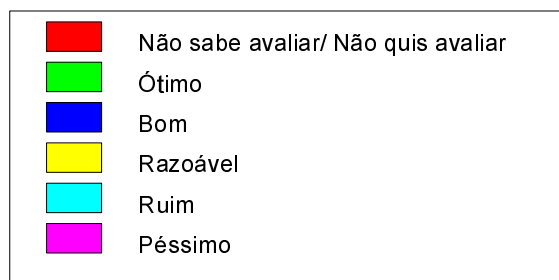 Não sabe avaliar/ Não quis avaliar
Ótimo
Bom
Razoável
Ruim
Péssimo